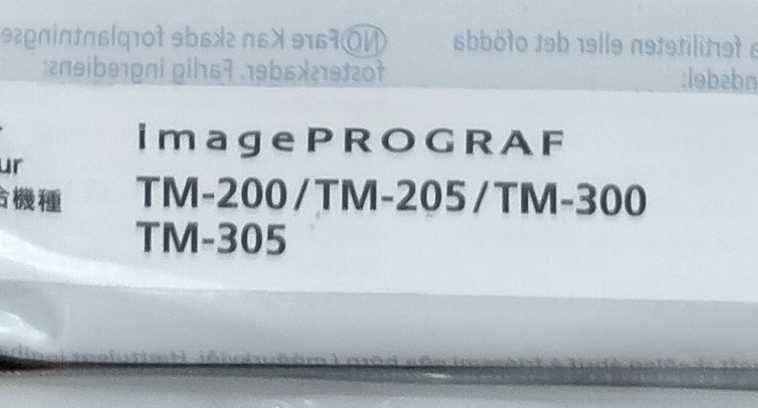 NO Fare Kan skade forplantningse
fosterskader. Farlig ingrediens:
a fertiliteten eller det ofödda
ur
合機種
imagePROGRAF
TM-200/TM-205/TM-300
TM-305